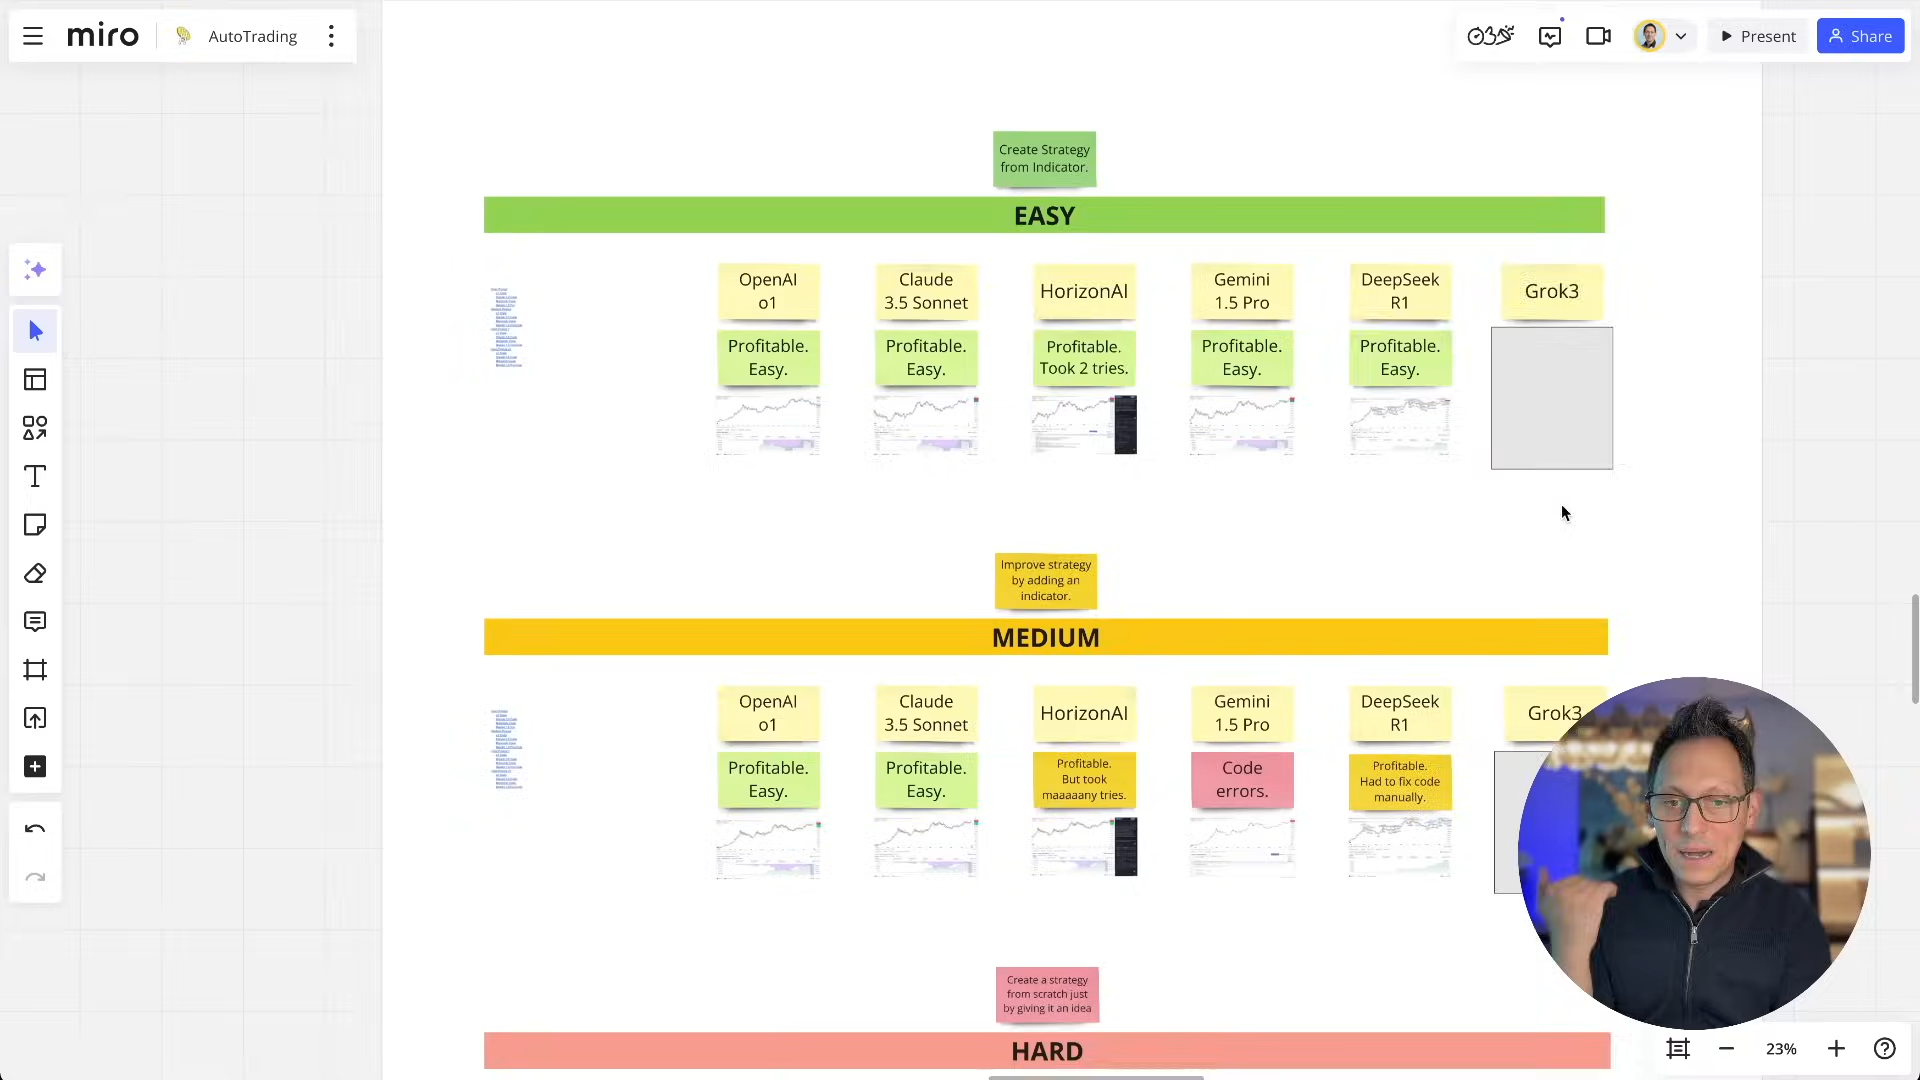 miro
AutoTrading
Present
Share
Create Strategy
from Indicator.
EASY
OpenAI
o1
Claude
3.5 Sonnet
HorizonAI
Gemini
1.5 Pro
DeepSeek
R1
Grok3
Profitable.
Easy.
Profitable.
Easy.
Profitable.
Took 2 tries.
Profitable.
Easy.
Profitable.
Easy.
Improve strategy
by adding an
indicator.
MEDIUM
OpenAI
o1
Claude
3.5 Sonnet
HorizonAI
Gemini
1.5 Pro
DeepSeek
R1
Grok3
Profitable.
Easy.
Profitable.
Easy.
Profitable.
But took
maaaaany tries.
Code
errors.
Profitable.
Had to fix code
manually.
Create a strategy
from scratch just
by giving it an idea
HARD
23%